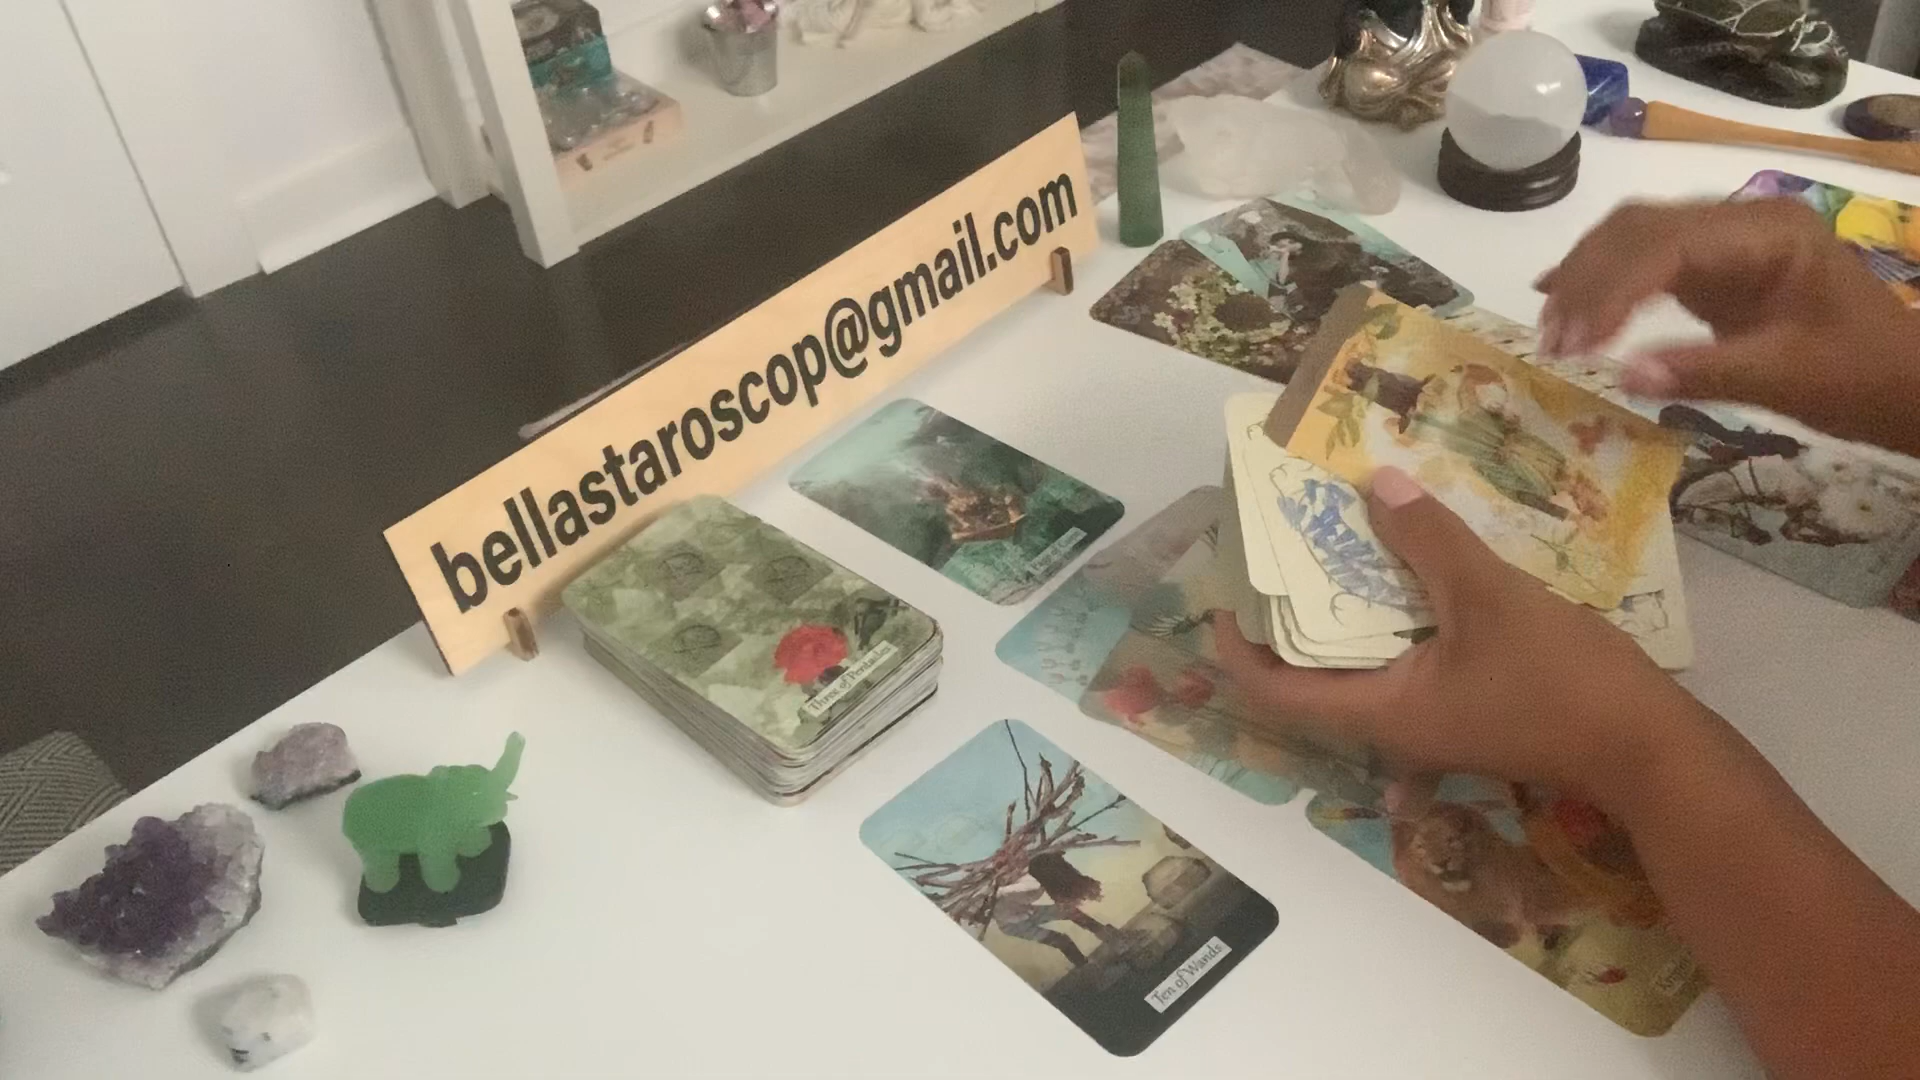 bellastaroscop@gmail.com
Three of Pentacles
Ten of Wands